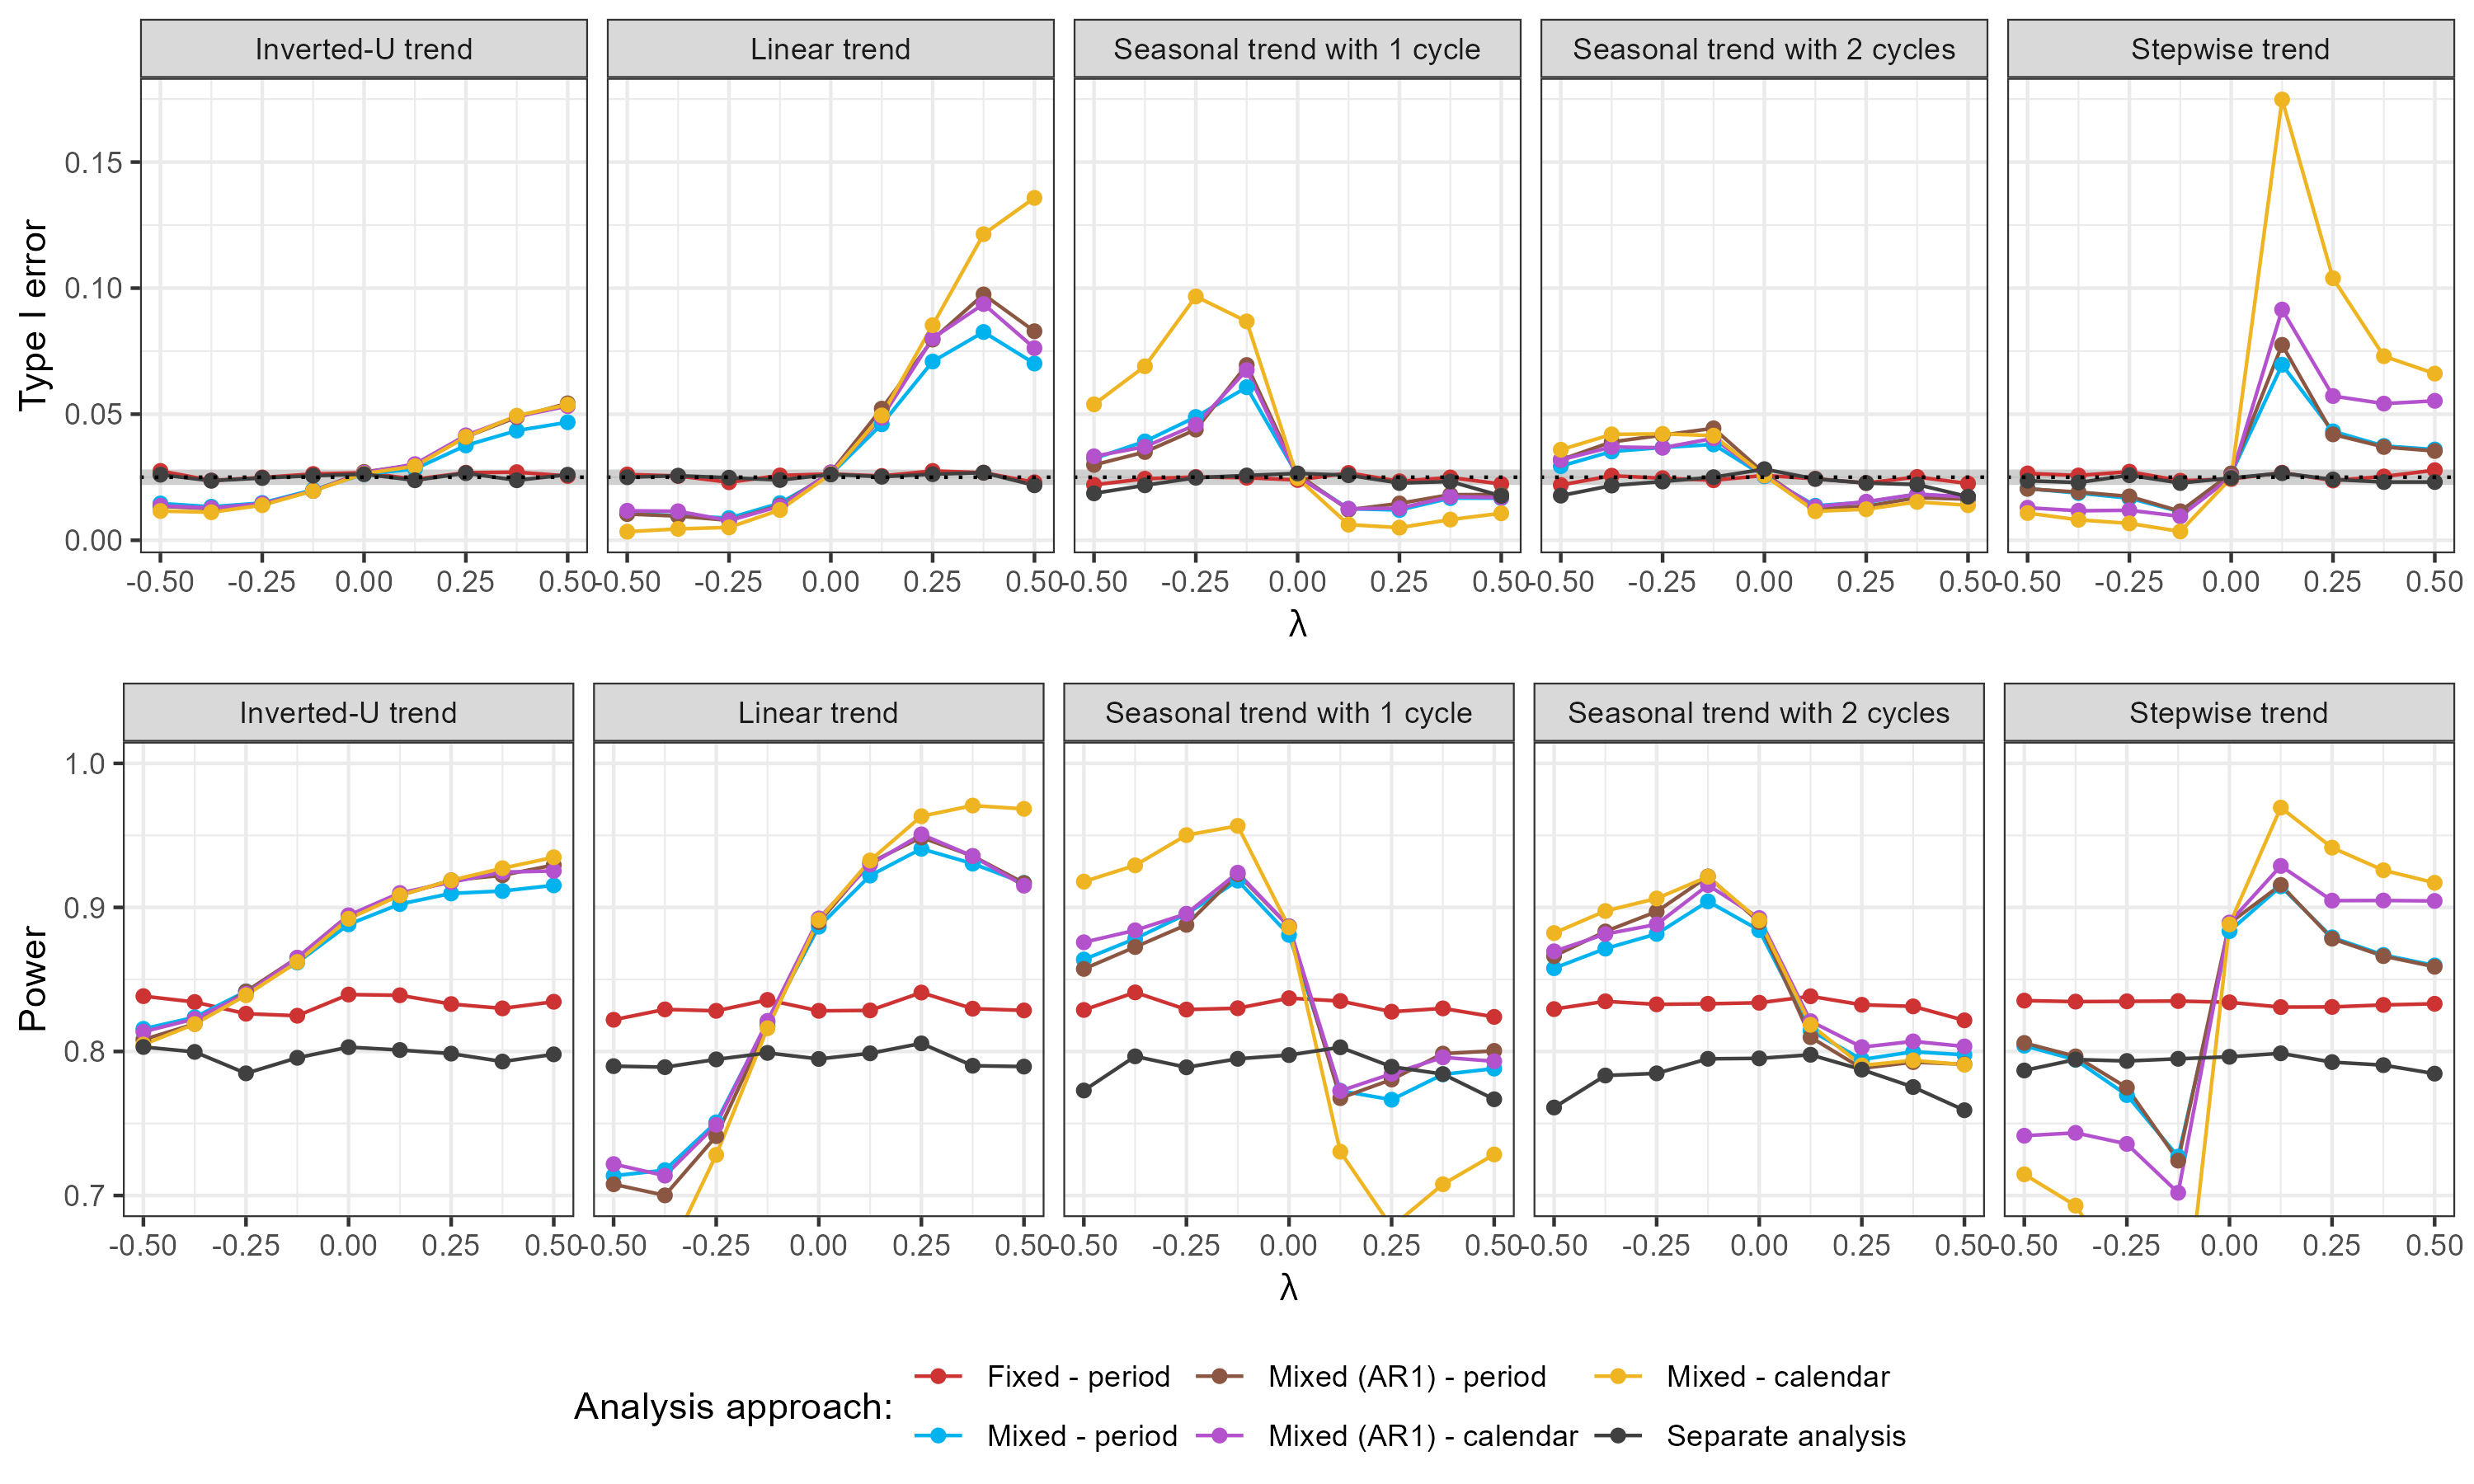 Inverted-U trend
Linear trend
Seasonal trend with 1 cycle
Seasonal trend with 2 cycles
Stepwise trend
Type I error
0.15
0.10
0.05
0.00
-0.50 -0.25 0.00 0.25 0.50
-0.50 -0.25 0.00 0.25 0.50
-0.50 -0.25 0.00 0.25 0.50
-0.50 -0.25 0.00 0.25 0.50
-0.50 -0.25 0.00 0.25 0.50
λ
Inverted-U trend
Linear trend
Seasonal trend with 1 cycle
Seasonal trend with 2 cycles
Stepwise trend
Power
1.0
0.9
0.8
0.7
-0.50 -0.25 0.00 0.25 0.50
-0.50 -0.25 0.00 0.25 0.50
-0.50 -0.25 0.00 0.25 0.50
-0.50 -0.25 0.00 0.25 0.50
-0.50 -0.25 0.00 0.25 0.50
λ
Analysis approach:
Fixed - period
Mixed (AR1) - period
Mixed - calendar
Mixed - period
Mixed (AR1) - calendar
Separate analysis